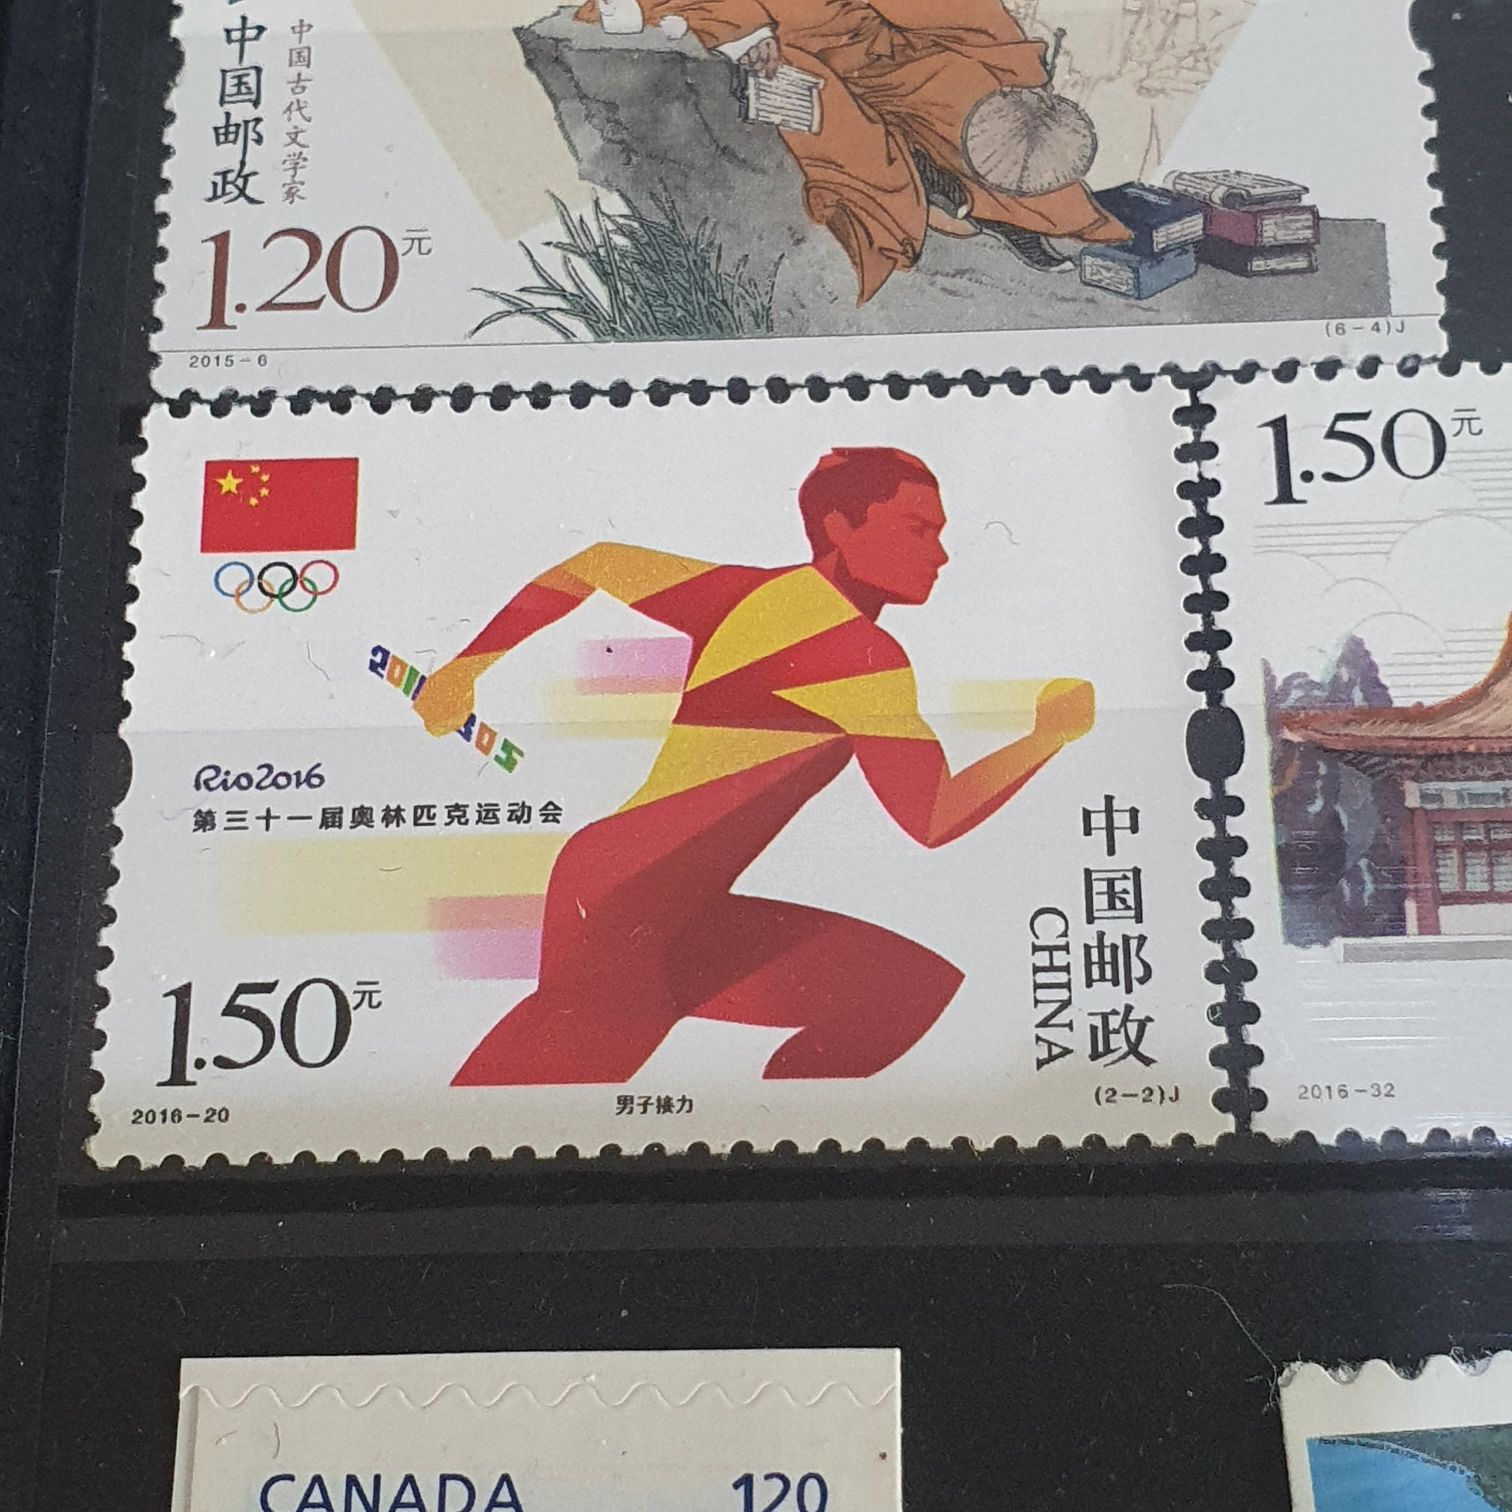 中国邮政
中国古代文学家
1.20元
2015-6
(6-4)J
Rio2016
第三十一届奥林匹克运动会
1.50元
2016-20
男子接力
中国邮政
CHINA
(2-2)J
1.50元
2016-32
CANADA 120